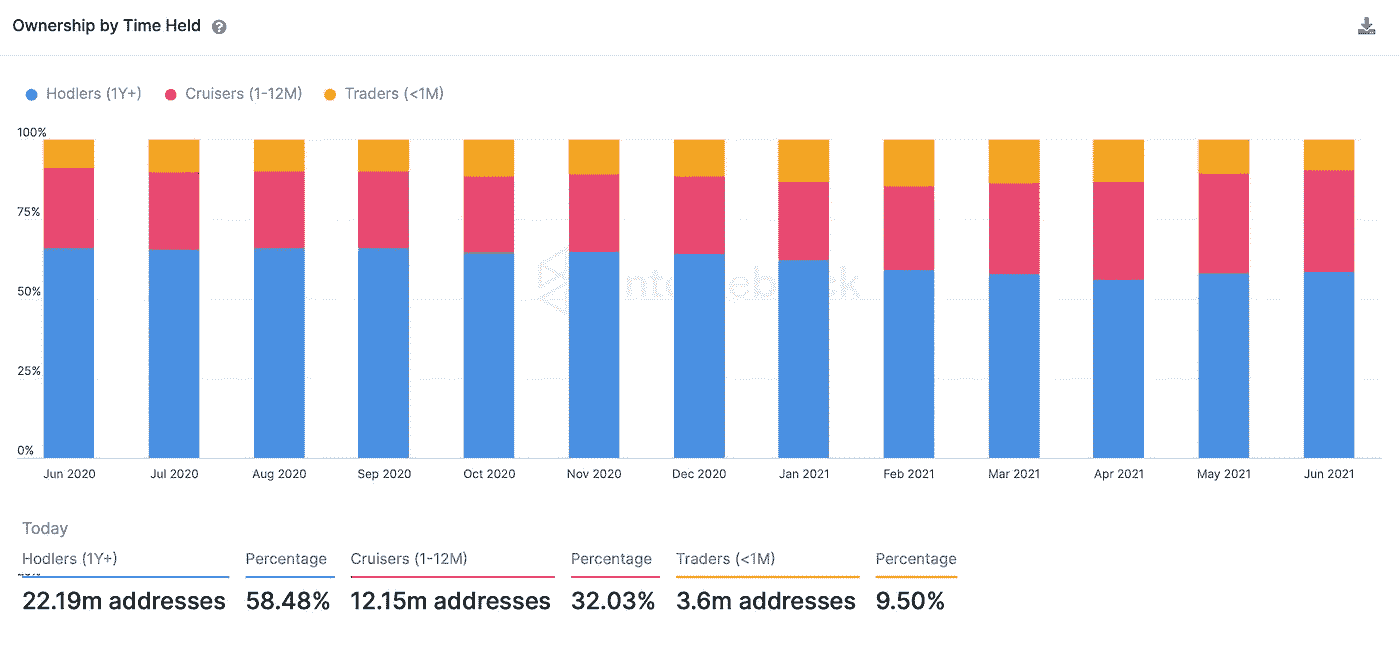 Ownership by Time Held ?
Hodlers (1Y+) Cruisers (1-12M) Traders (<1M)
100%
75%
50%
25%
0%
Jun 2020 Jul 2020 Aug 2020 Sep 2020 Oct 2020 Nov 2020 Dec 2020 Jan 2021 Feb 2021 Mar 2021 Apr 2021 May 2021 Jun 2021
Today
Hodlers (1Y+) Percentage Cruisers (1-12M) Percentage Traders (<1M) Percentage
22.19m addresses 58.48% 12.15m addresses 32.03% 3.6m addresses 9.50%